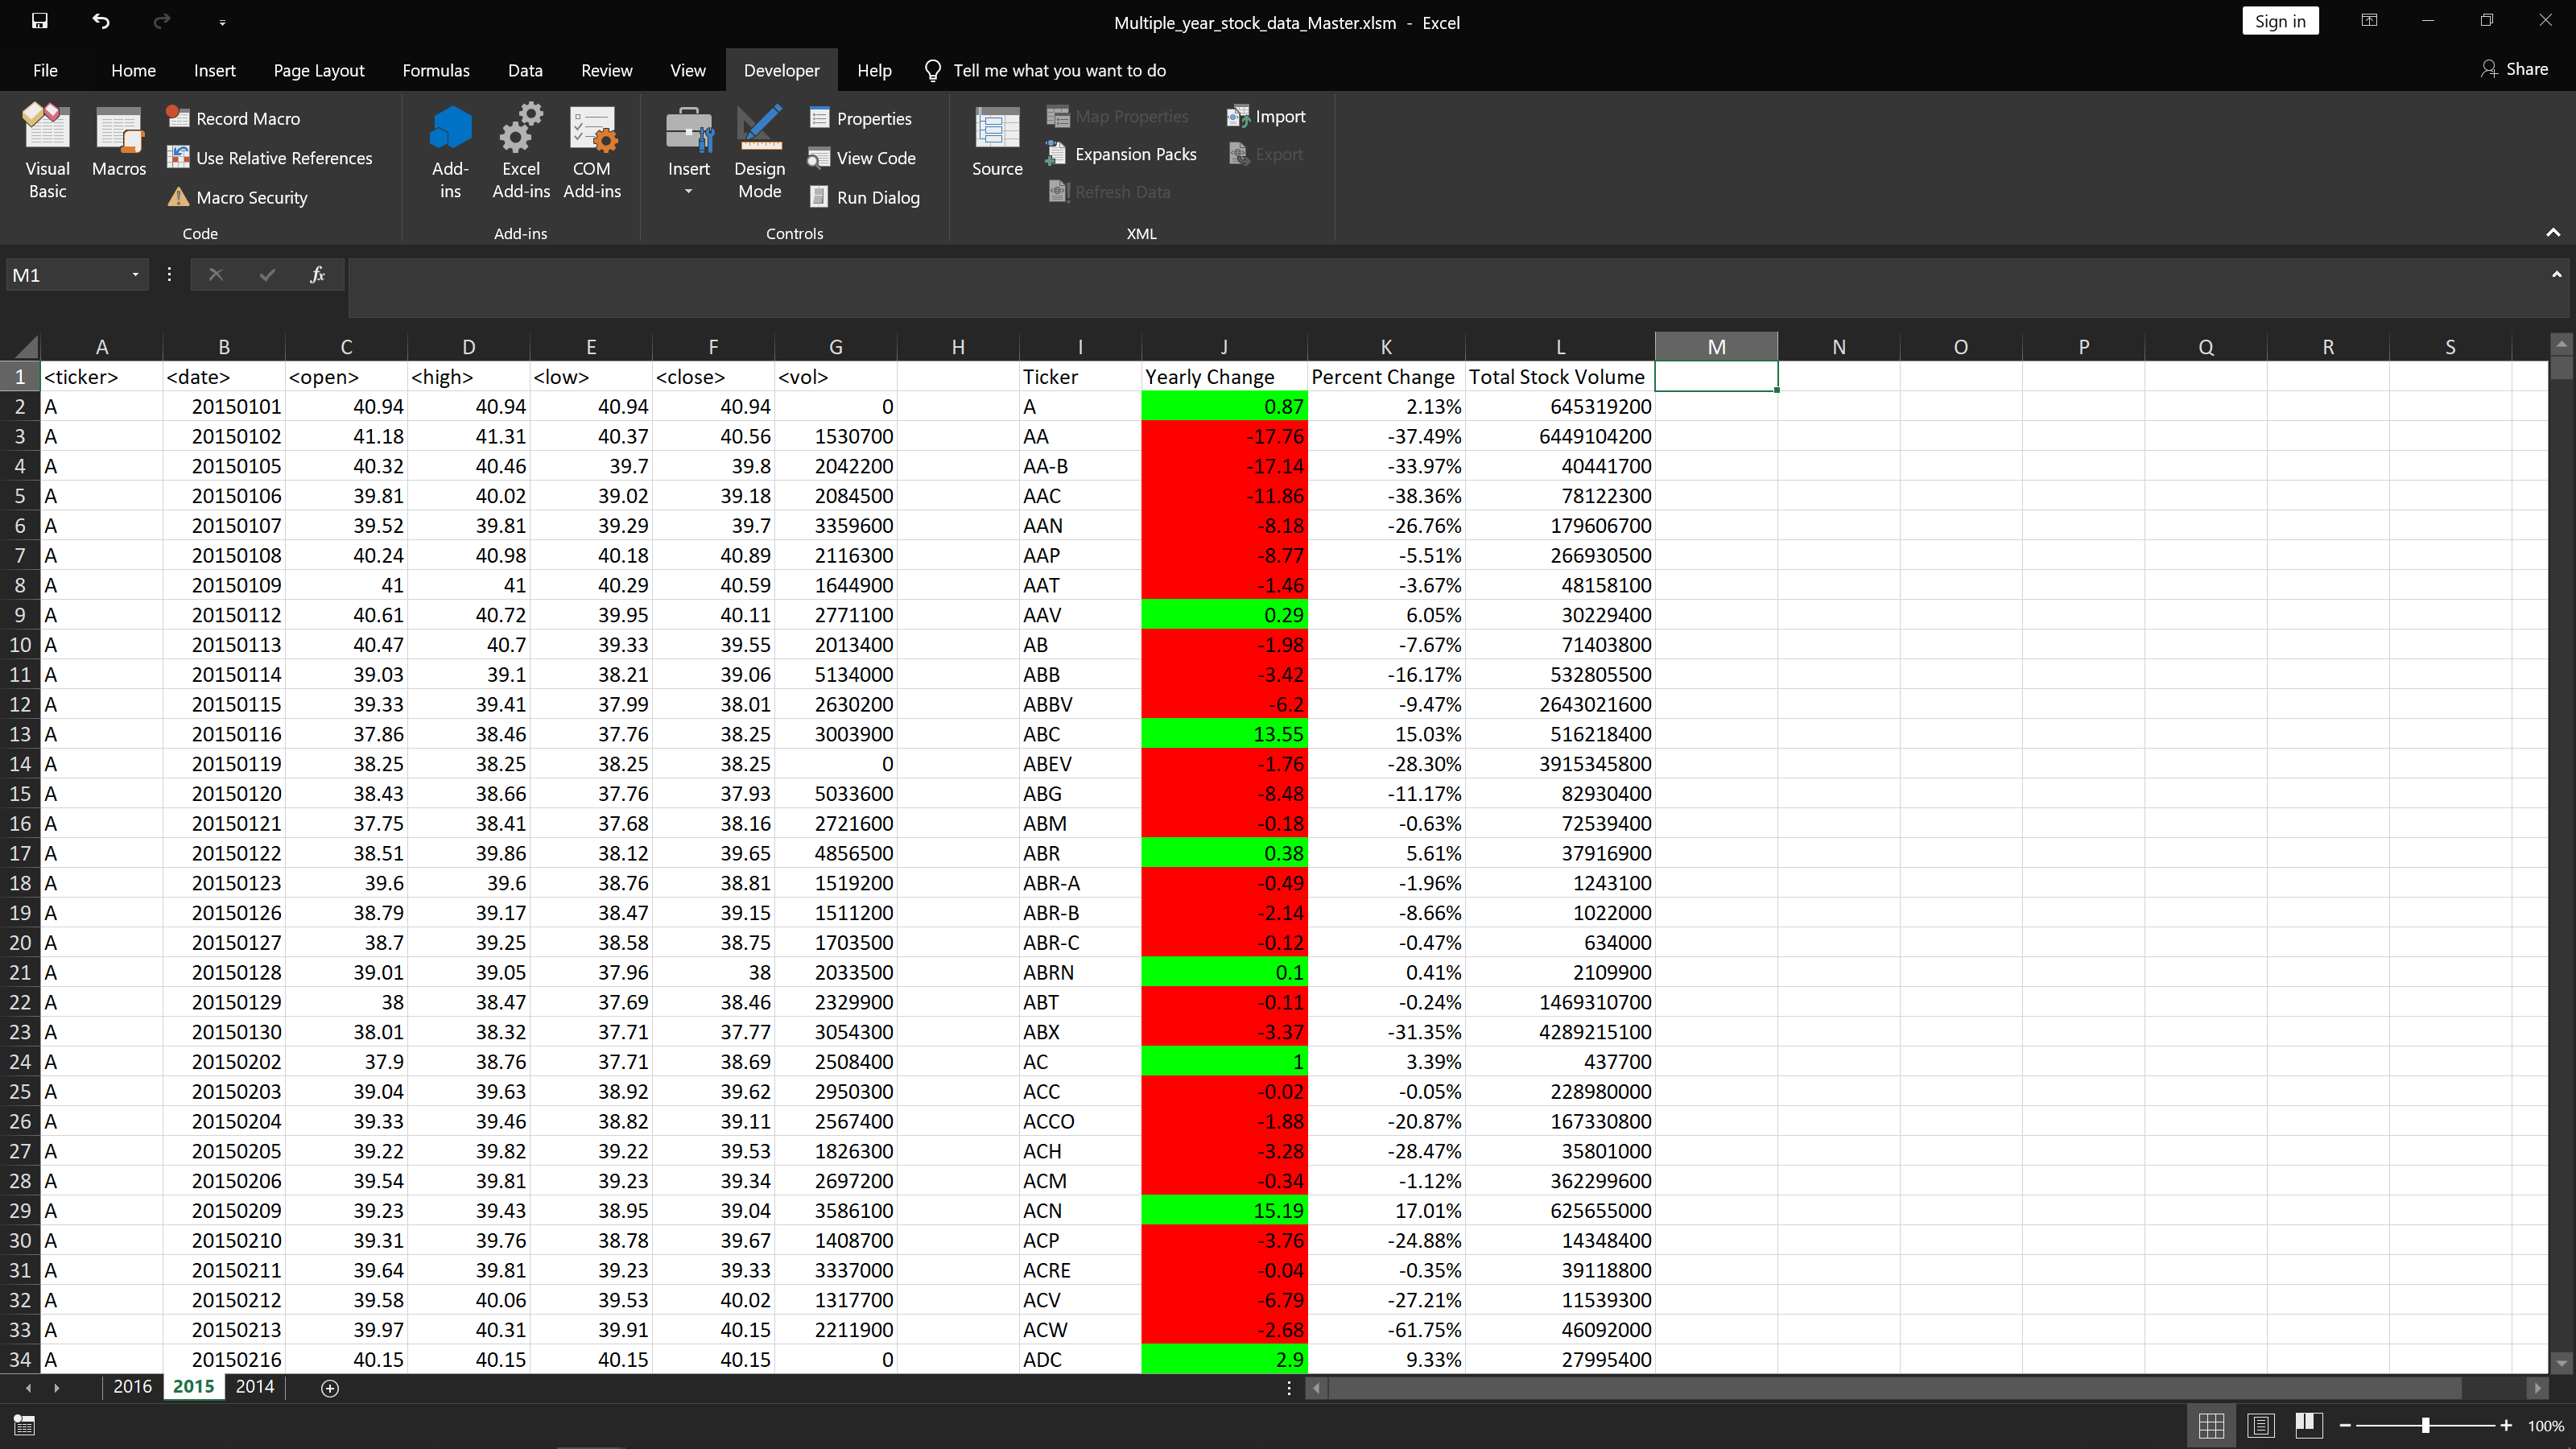 Multiple_year_stock_data_Master.xlsm - Excel
Sign in
File Home Insert Page Layout Formulas Data Review View Developer Help Tell me what you want to do Share
Visual Basic
Macros
Record Macro
Use Relative References
Macro Security
Code
Add-ins
Excel Add-ins
COM Add-ins
Add-ins
Insert
Design Mode
Properties
View Code
Run Dialog
Controls
Source
Map Properties
Expansion Packs
Refresh Data
Import
Export
XML
M1 fx
A B C D E F G H I J K L M N O P Q R S
1 <ticker> <date> <open> <high> <low> <close> <vol> Ticker Yearly Change Percent Change Total Stock Volume
2 A 20150101 40.94 40.94 40.94 40.94 0 A 0.87 2.13% 645319200
3 A 20150102 41.18 41.31 40.37 40.56 1530700 AA -17.76 -37.49% 6449104200
4 A 20150105 40.32 40.46 39.7 39.8 2042200 AA-B -17.14 -33.97% 40441700
5 A 20150106 39.81 40.02 39.02 39.18 2084500 AAC -11.86 -38.36% 78122300
6 A 20150107 39.52 39.81 39.29 39.7 3359600 AAN -8.18 -26.76% 179606700
7 A 20150108 40.24 40.98 40.18 40.89 2116300 AAP -8.77 -5.51% 266930500
8 A 20150109 41 41 40.29 40.59 1644900 AAT -1.46 -3.67% 48158100
9 A 20150112 40.61 40.72 39.95 40.11 2771100 AAV 0.29 6.05% 30229400
10 A 20150113 40.47 40.7 39.33 39.55 2013400 AB -1.98 -7.67% 71403800
11 A 20150114 39.03 39.1 38.21 39.06 5134000 ABB -3.42 -16.17% 532805500
12 A 20150115 39.33 39.41 37.99 38.01 2630200 ABBV -6.2 -9.47% 2643021600
13 A 20150116 37.86 38.46 37.76 38.25 3003900 ABC 13.55 15.03% 516218400
14 A 20150119 38.25 38.25 38.25 38.25 0 ABEV -1.76 -28.30% 3915345800
15 A 20150120 38.43 38.66 37.76 37.93 5033600 ABG -8.48 -11.17% 82930400
16 A 20150121 37.75 38.41 37.68 38.16 2721600 ABM -0.18 -0.63% 72539400
17 A 20150122 38.51 39.86 38.12 39.65 4856500 ABR 0.38 5.61% 37916900
18 A 20150123 39.6 39.6 38.76 38.81 1519200 ABR-A -0.49 -1.96% 1243100
19 A 20150126 38.79 39.17 38.47 39.15 1511200 ABR-B -2.14 -8.66% 1022000
20 A 20150127 38.7 39.25 38.58 38.75 1703500 ABR-C -0.12 -0.47% 634000
21 A 20150128 39.01 39.05 37.96 38 2033500 ABRN 0.1 0.41% 2109900
22 A 20150129 38 38.47 37.69 38.46 2329900 ABT -0.11 -0.24% 1469310700
23 A 20150130 38.01 38.32 37.71 37.77 3054300 ABX -3.37 -31.35% 4289215100
24 A 20150202 37.9 38.76 37.71 38.69 2508400 AC 1 3.39% 437700
25 A 20150203 39.04 39.63 38.92 39.62 2950300 ACC -0.02 -0.05% 228980000
26 A 20150204 39.33 39.46 38.82 39.11 2567400 ACCO -1.88 -20.87% 167330800
27 A 20150205 39.22 39.82 39.22 39.53 1826300 ACH -3.28 -28.47% 35801000
28 A 20150206 39.54 39.81 39.23 39.34 2697200 ACM -0.34 -1.12% 362299600
29 A 20150209 39.23 39.43 38.95 39.04 3586100 ACN 15.19 17.01% 625655000
30 A 20150210 39.31 39.76 38.78 39.67 1408700 ACP -3.76 -24.88% 14348400
31 A 20150211 39.64 39.81 39.23 39.33 3337000 ACRE -0.04 -0.35% 39118800
32 A 20150212 39.58 40.06 39.53 40.02 1317700 ACV -6.79 -27.21% 11539300
33 A 20150213 39.97 40.31 39.91 40.15 2211900 ACW -2.68 -61.75% 46092000
34 A 20150216 40.15 40.15 40.15 40.15 0 ADC 2.9 9.33% 27995400
2016 2015 2014
100%